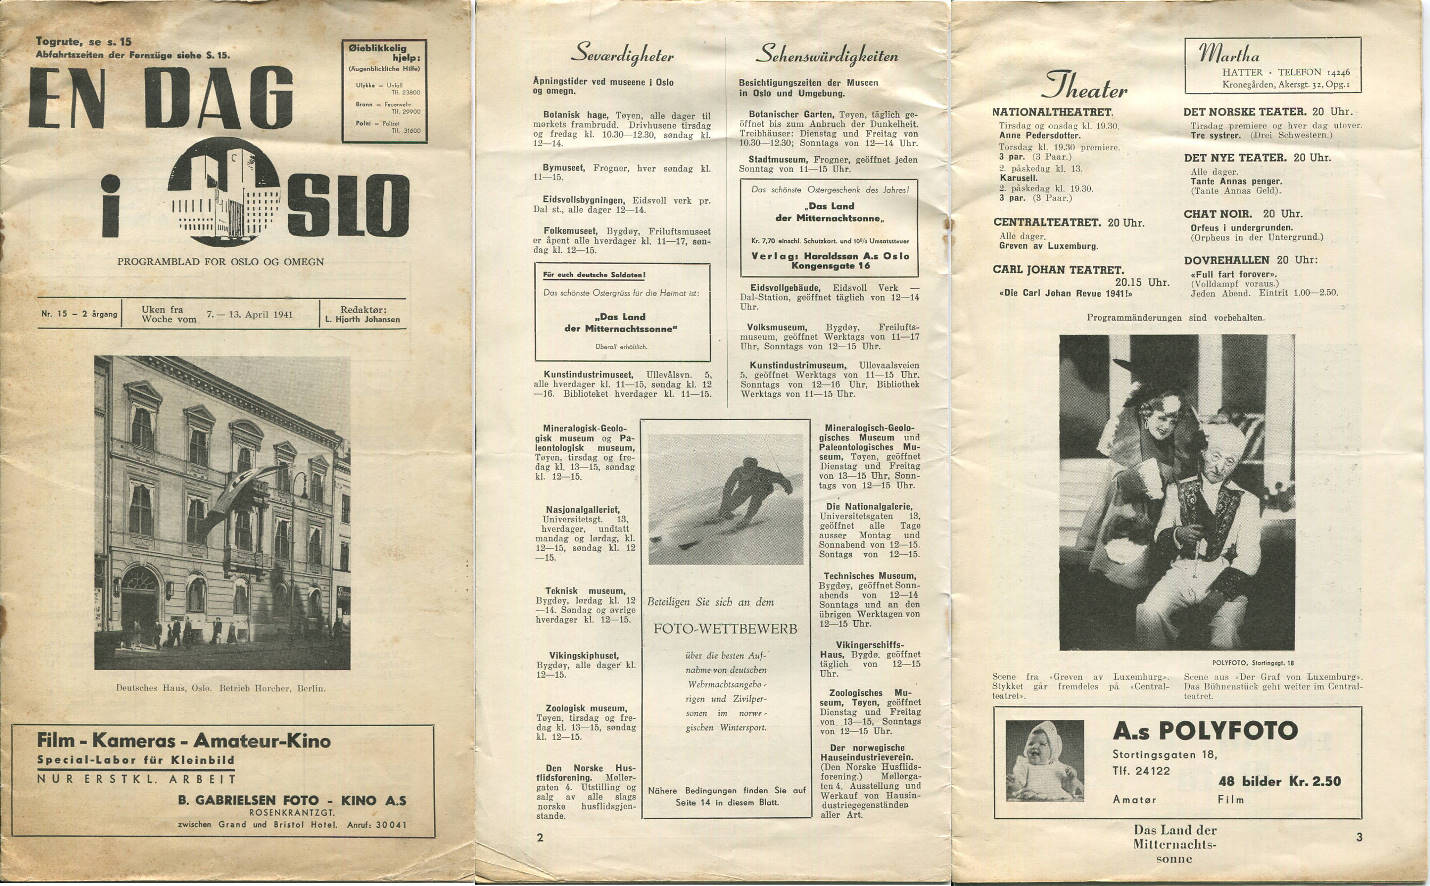 Togrute, se s. 15
Abfahrtszeiten der Fernzüge siehe S. 15.
EN DAG
i OSLO
Øieblikkelig
hjelp:
(Augenblickliche Hilfe)
Ulykke — Unfall
Tlf. 23800
Brann — Feuerwehr
Tlf. 29900
Politi — Polizei
Tlf. 31600
PROGRAMBLAD FOR OSLO OG OMEGN
Nr. 15 – 2 årgang
Uken fra
Woche vom 7.—13. April 1941
Redaktør:
L. Hjorth Johansen
Deutsches Haus, Oslo. Betrieb Horcher, Berlin.
Film - Kameras - Amateur-Kino
Special-Labor für Kleinbild
NUR ERSTKL. ARBEIT
B. GABRIELSEN FOTO - KINO A.S
ROSENKRANTZGT.
zwischen Grand und Bristol Hotel. Anruf: 30041
Severdigheter
Åpningstider ved museene i Oslo
og omegn.
Botanisk hage, Tøyen, alle dager til
mørkets frambrudd. Drivhusene tirsdag
og fredag kl. 10.30—12.30, søndag kl.
12—14.
Bymuseet, Frogner, hver søndag kl.
11—15.
Eidsvollsbygningen, Eidsvoll verk pr.
Dal st., alle dager 12—14.
Folkemuseet, Bygdøy, Friluftsmuseet
er åpent alle hverdager kl. 11—17, søn-
dag kl. 12—15.
Für euch deutsche Soldaten!
Das schönste Ostergrüss für die Heimat ist:
„Das Land
der Mitternachtssonne"
Überall erhältlich.
Kunstindustrimuseet, Ullevålsvn. 5,
alle hverdager kl. 11—15, søndag kl. 12
—16. Biblioteket hverdager kl. 11—15.
Mineralogisk-Geolo-
gisk museum og Pa-
leontologisk museum,
Tøyen, tirsdag og fre-
dag kl. 13—15, søndag
kl. 12—15.
Nasjonalgalleriet,
Universitetsgt. 13,
hverdager, undtatt
mandag og lørdag, kl.
12—15, søndag kl. 12
—15.
Teknisk museum,
Bygdøy, lørdag kl. 12
—14. Søndag og øvrige
hverdager kl. 12—15.
Vikingskiphuset,
Bygdøy, alle dager kl.
12—15.
Zoologisk museum,
Tøyen, tirsdag og fre-
dag kl. 13—15, søndag
kl. 12—15.
Den Norske Hus-
flidsforening. Møller-
gaten 4. Utstilling og
salg av alle slags
norske husflidsgjen-
stande.
2
Sehenswürdigkeiten
Besichtigungszeiten der Museen
in Oslo und Umgebung.
Botanischer Garten, Tøyen, täglich ge-
öffnet bis zum Anbruch der Dunkelheit.
Treibhäuser: Dienstag und Freitag von
10.30—12.30; Sonntags von 12—14 Uhr.
Stadtmuseum, Frogner, geöffnet jeden
Sonntag von 11—15 Uhr.
Das schönste Ostergeschenk des Jahres!
„Das Land
der Mitternachtsonne„
Kr. 7,70 einschl. Schutzkart. und 10% Umsatzsteuer
Verlag: Haraldssøn A.s Oslo
Kongensgate 16
Eidsvollgebäude, Eidsvoll Verk —
Dal-Station, geöffnet täglich von 12—14
Uhr.
Volksmuseum, Bygdøy, Freilufts-
museum, geöffnet Werktags von 11—17
Uhr, Sonntags von 12—15 Uhr.
Kunstindustrimuseum, Ullevaalsveien
5, geöffnet Werktags von 11—15 Uhr.
Sonntags von 12—16 Uhr, Bibliothek
Werktags von 11—15 Uhr.
Beteiligen Sie sich an dem
FOTO-WETTBEWERB
über die besten Auf-
nahme von deutschen
Wehrmachtsangehö-
rigen und Zivilper-
sonen im norwe-
gischen Wintersport.
Nähere Bedingungen finden Sie auf
Seite 14 in diesem Blatt.
Mineralogisch-Geolo-
gisches Museum und
Paleontologisches Mu-
seum, Tøyen, geöffnet
Dienstag und Freitag
von 13—15 Uhr, Sonn-
tags von 12—15 Uhr.
Die Nationalgalerie,
Universitetsgaten 13,
geöffnet alle Tage
ausser Montag und
Sonnabend von 12—15.
Sontags von 12—15.
Technisches Museum,
Bygdøy, geöffnet Sonn-
abends von 12—14
Sonntags und an den
übrigen Werktagen von
12—15 Uhr.
Vikingerschiffs-
Haus, Bygdø, geöffnet
täglich von 12—15
Uhr.
Zoologisches Mu-
seum, Tøyen, geöffnet
Dienstag und Freitag
von 13—15, Sonntags
von 12—15 Uhr.
Der norwegische
Hauseindustrieverein.
(Den Norske Husflids-
forening.) Møllerga-
ten 4. Ausstellung und
Verkauf von Hausin-
dustriegegenständen
aller Art.
Theater
Martha
HATTER · TELEFON 14246
Kronegården, Akersgt. 32, Opg. 1
NATIONALTHEATRET.
Tirsdag og onsdag kl. 19.30.
Anne Pedersdotter.
Torsdag kl. 19.30 premiere.
3 par. (3 Paar.)
2. påskedag kl. 13.
Karusell.
2. påskedag kl. 19.30.
3 par. (3 Paar.)
CENTRALTEATRET. 20 Uhr.
Alle dager.
Greven av Luxemburg.
CARL JOHAN TEATRET.
20.15 Uhr.
«Die Carl Johan Revue 1941!»
DET NORSKE TEATER. 20 Uhr.
Tirsdag premiere og hver dag utover.
Tre systrer. (Drei Schwestern.)
DET NYE TEATER. 20 Uhr.
Alle dager.
Tante Annas penger.
(Tante Annas Geld).
CHAT NOIR. 20 Uhr.
Orfeus i undergrunden.
(Orpheus in der Untergrund.)
DOVREHALLEN 20 Uhr:
«Full fart forover».
(Volldampf voraus.)
Jeden Abend. Eintrit 1.00—2.50.
Programmänderungen sind vorbehalten.
POLYFOTO, Stortingsgt. 18
Scene fra «Greven av Luxemburg».
Stykket går fremdeles på «Central-
teatret».
Scene aus «Der Graf von Luxemburg».
Das Bühnenstück geht weiter im Central-
teatret.
A.s POLYFOTO
Stortingsgaten 18,
Tlf. 24122
48 bilder Kr. 2.50
Amatør Film
Das Land der
Mitternachts-
sonne
3